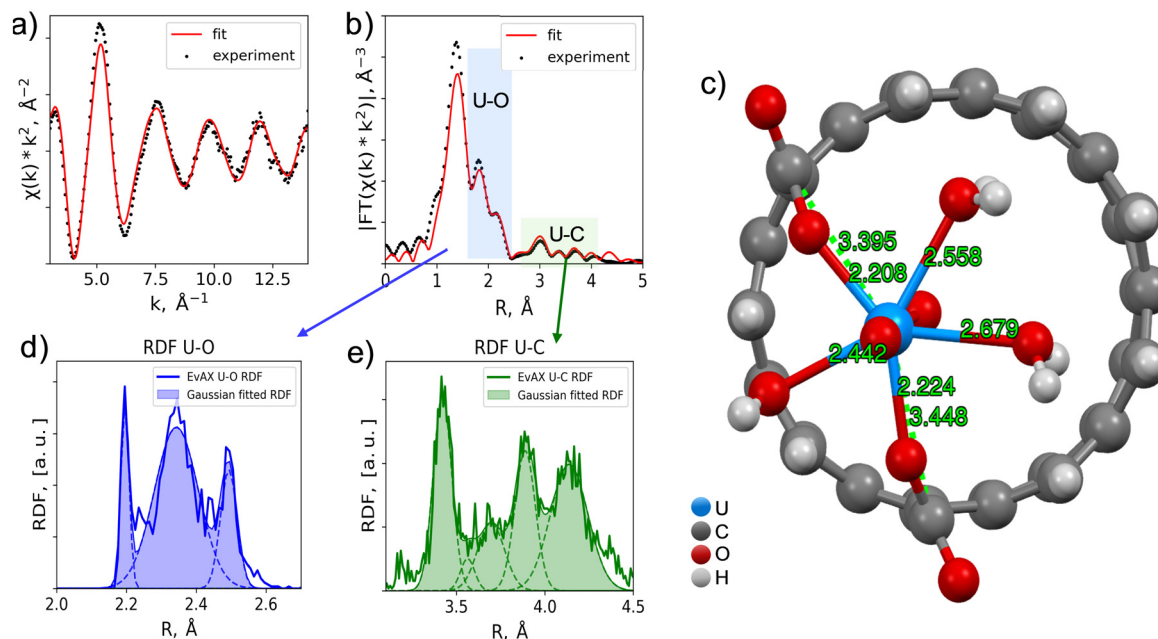 a)
χ(k) * k², Å⁻²
fit
experiment
5.0 7.5 10.0 12.5
k, Å⁻¹
b)
|FT(χ(k) * k²)|, Å⁻³
fit
experiment
U-O
U-C
0 1 2 3 4 5
R, Å
c)
3.395
2.208
2.558
2.679
2.442
2.224
3.448
U
C
O
H
d)
RDF U-O
EvAX U-O RDF
Gaussian fitted RDF
RDF, [a. u.]
2.0 2.2 2.4 2.6
R, Å
e)
RDF U-C
EvAX U-C RDF
Gaussian fitted RDF
RDF, [a. u.]
3.5 4.0 4.5
R, Å